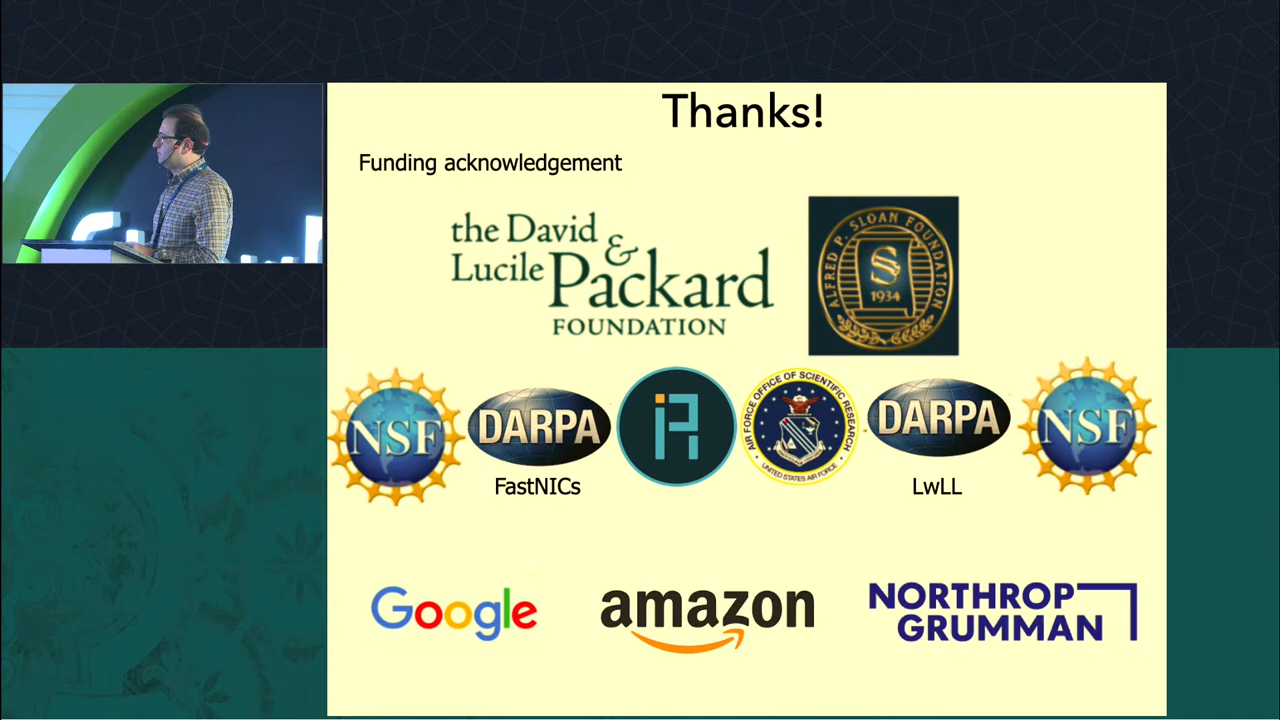 Thanks!
Funding acknowledgement
the David &
Lucile Packard
FOUNDATION
ALFRED P. SLOAN FOUNDATION
S
1934
NSF
DARPA
AIR FORCE OFFICE OF SCIENTIFIC RESEARCH
UNITED STATES AIR FORCE
DARPA
NSF
FastNICs
LwLL
Google
amazon
NORTHROP
GRUMMAN